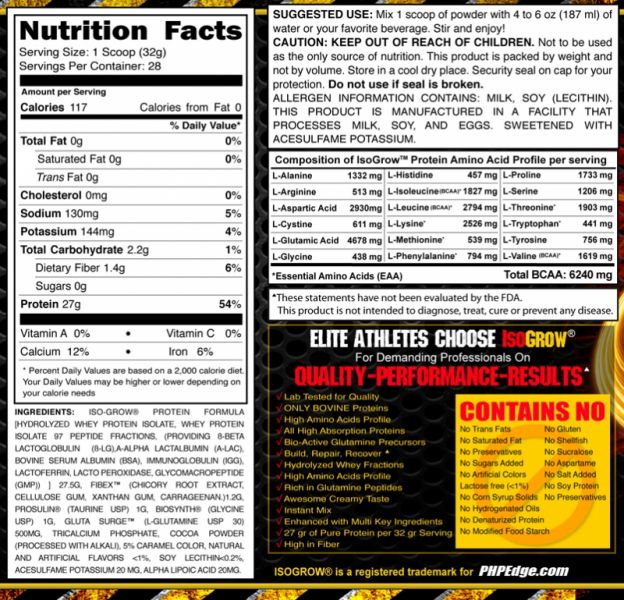 Nutrition Facts
Serving Size: 1 Scoop (32g)
Servings Per Container: 28
Amount per Serving
Calories 117 Calories from Fat 0
% Daily Value*
Total Fat 0g 0%
Saturated Fat 0g 0%
Trans Fat 0g
Cholesterol 0mg 0%
Sodium 130mg 5%
Potassium 144mg 4%
Total Carbohydrate 2.2g 1%
Dietary Fiber 1.4g 6%
Sugars 0g
Protein 27g 54%
Vitamin A 0% • Vitamin C 0%
Calcium 12% • Iron 6%
* Percent Daily Values are based on a 2,000 calorie diet.
Your Daily Values may be higher or lower depending on
your calorie needs
INGREDIENTS: ISO-GROW® PROTEIN FORMULA
[HYDROLYZED WHEY PROTEIN ISOLATE, WHEY PROTEIN
ISOLATE 97 PEPTIDE FRACTIONS, (PROVIDING ß-BETA
LACTOGLOBULIN (ß-LG),A-ALPHA LACTALBUMIN (A-LAC),
BOVINE SERUM ALBUMIN (BSA), IMMUNOGLOBULIN (IGG),
LACTOFERRIN, LACTO PEROXIDASE, GLYCOMACROPEPTIDE
(GMP)) ] 27.5G, FIBEX™ (CHICORY ROOT EXTRACT,
CELLULOSE GUM, XANTHAN GUM, CARRAGEENAN.)1.2G,
PROSULIN® (TAURINE USP) 1G, BIOSYNTH® (GLYCINE
USP) 1G, GLUTA SURGE™ (L-GLUTAMINE USP 30)
500MG, TRICALCIUM PHOSPHATE, COCOA POWDER
(PROCESSED WITH ALKALI), 5% CARAMEL COLOR, NATURAL
AND ARTIFICIAL FLAVORS <1%, SOY LECITHIN<0.2%,
ACESULFAME POTASSIUM 20 MG, ALPHA LIPOIC ACID 20MG.
SUGGESTED USE: Mix 1 scoop of powder with 4 to 6 oz (187 ml) of
water or your favorite beverage. Stir and enjoy!
CAUTION: KEEP OUT OF REACH OF CHILDREN. Not to be used
as the only source of nutrition. This product is packed by weight and
not by volume. Store in a cool dry place. Security seal on cap for your
protection. Do not use if seal is broken.
ALLERGEN INFORMATION CONTAINS: MILK, SOY (LECITHIN).
THIS PRODUCT IS MANUFACTURED IN A FACILITY THAT
PROCESSES MILK, SOY, AND EGGS. SWEETENED WITH
ACESULFAME POTASSIUM.
Composition of IsoGrow™ Protein Amino Acid Profile per serving
L-Alanine 1332 mg L-Histidine 457 mg L-Proline 1733 mg
L-Arginine 513 mg L-Isoleucine (BCAA)* 1827 mg L-Serine 1206 mg
L-Aspartic Acid 2930mg L-Leucine (BCAA)* 2794 mg L-Threonine* 1903 mg
L-Cystine 611 mg L-Lysine* 2526 mg L-Tryptophan* 441 mg
L-Glutamic Acid 4678 mg L-Methionine* 539 mg L-Tyrosine 756 mg
L-Glycine 438 mg L-Phenylalanine* 794 mg L-Valine (BCAA)* 1619 mg
*Essential Amino Acids (EAA) Total BCAA: 6240 mg
▲These statements have not been evaluated by the FDA.
This product is not intended to diagnose, treat, cure or prevent any disease.
ELITE ATHLETES CHOOSE IsoGrow®
For Demanding Professionals On
QUALITY-PERFORMANCE-RESULTS▲
√ Lab Tested for Quality
√ ONLY BOVINE Proteins
√ High Amino Acids Profile
√ All High Absorption Proteins
√ Bio-Active Glutamine Precursors
√ Build, Repair, Recover ▲
√ Hydrolyzed Whey Fractions
√ High Amino Acids Profile
√ Rich in Glutamine Peptides
√ Awesome Creamy Taste
√ Instant Mix
√ Enhanced with Multi Key Ingredients
√ 27 gr of Pure Protein per 32 gr Serving
√ High in Fiber
CONTAINS NO
No Trans Fats No Gluten
No Saturated Fat No Shellfish
No Preservatives No Sucralose
No Sugars Added No Aspartame
No Artificial Colors No Salt Added
Lactose free (<1%) No Soy Protein
No Corn Syrup Solids No Preservatives
No Hydrogenated Oils
No Denaturized Protein
No Modified Food Starch
ISOGROW® is a registered trademark for PHPEdge.com